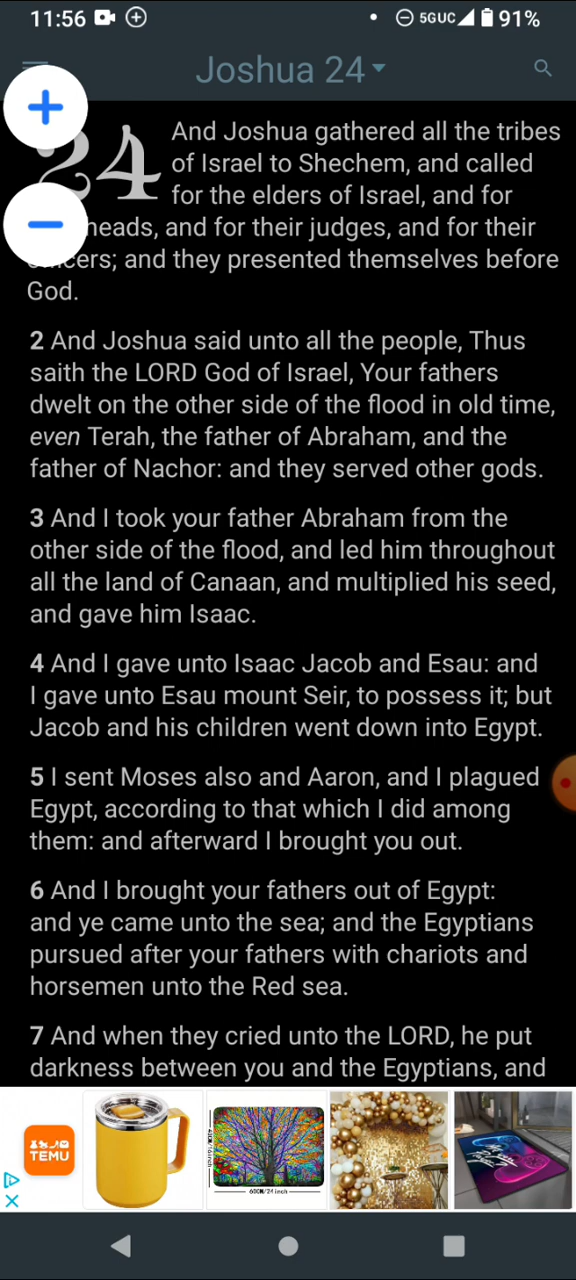 11:56
5GUC
91%
Joshua 24
24 And Joshua gathered all the tribes
of Israel to Shechem, and called
for the elders of Israel, and for
heads, and for their judges, and for their
and they presented themselves before
God.
2 And Joshua said unto all the people, Thus
saith the LORD God of Israel, Your fathers
dwelt on the other side of the flood in old time,
even Terah, the father of Abraham, and the
father of Nachor: and they served other gods.
3 And I took your father Abraham from the
other side of the flood, and led him throughout
all the land of Canaan, and multiplied his seed,
and gave him Isaac.
4 And I gave unto Isaac Jacob and Esau: and
I gave unto Esau mount Seir, to possess it; but
Jacob and his children went down into Egypt.
5 I sent Moses also and Aaron, and I plagued
Egypt, according to that which I did among
them: and afterward I brought you out.
6 And I brought your fathers out of Egypt:
and ye came unto the sea; and the Egyptians
pursued after your fathers with chariots and
horsemen unto the Red sea.
7 And when they cried unto the LORD, he put
darkness between you and the Egyptians, and
TEMU
60CM/24 inch